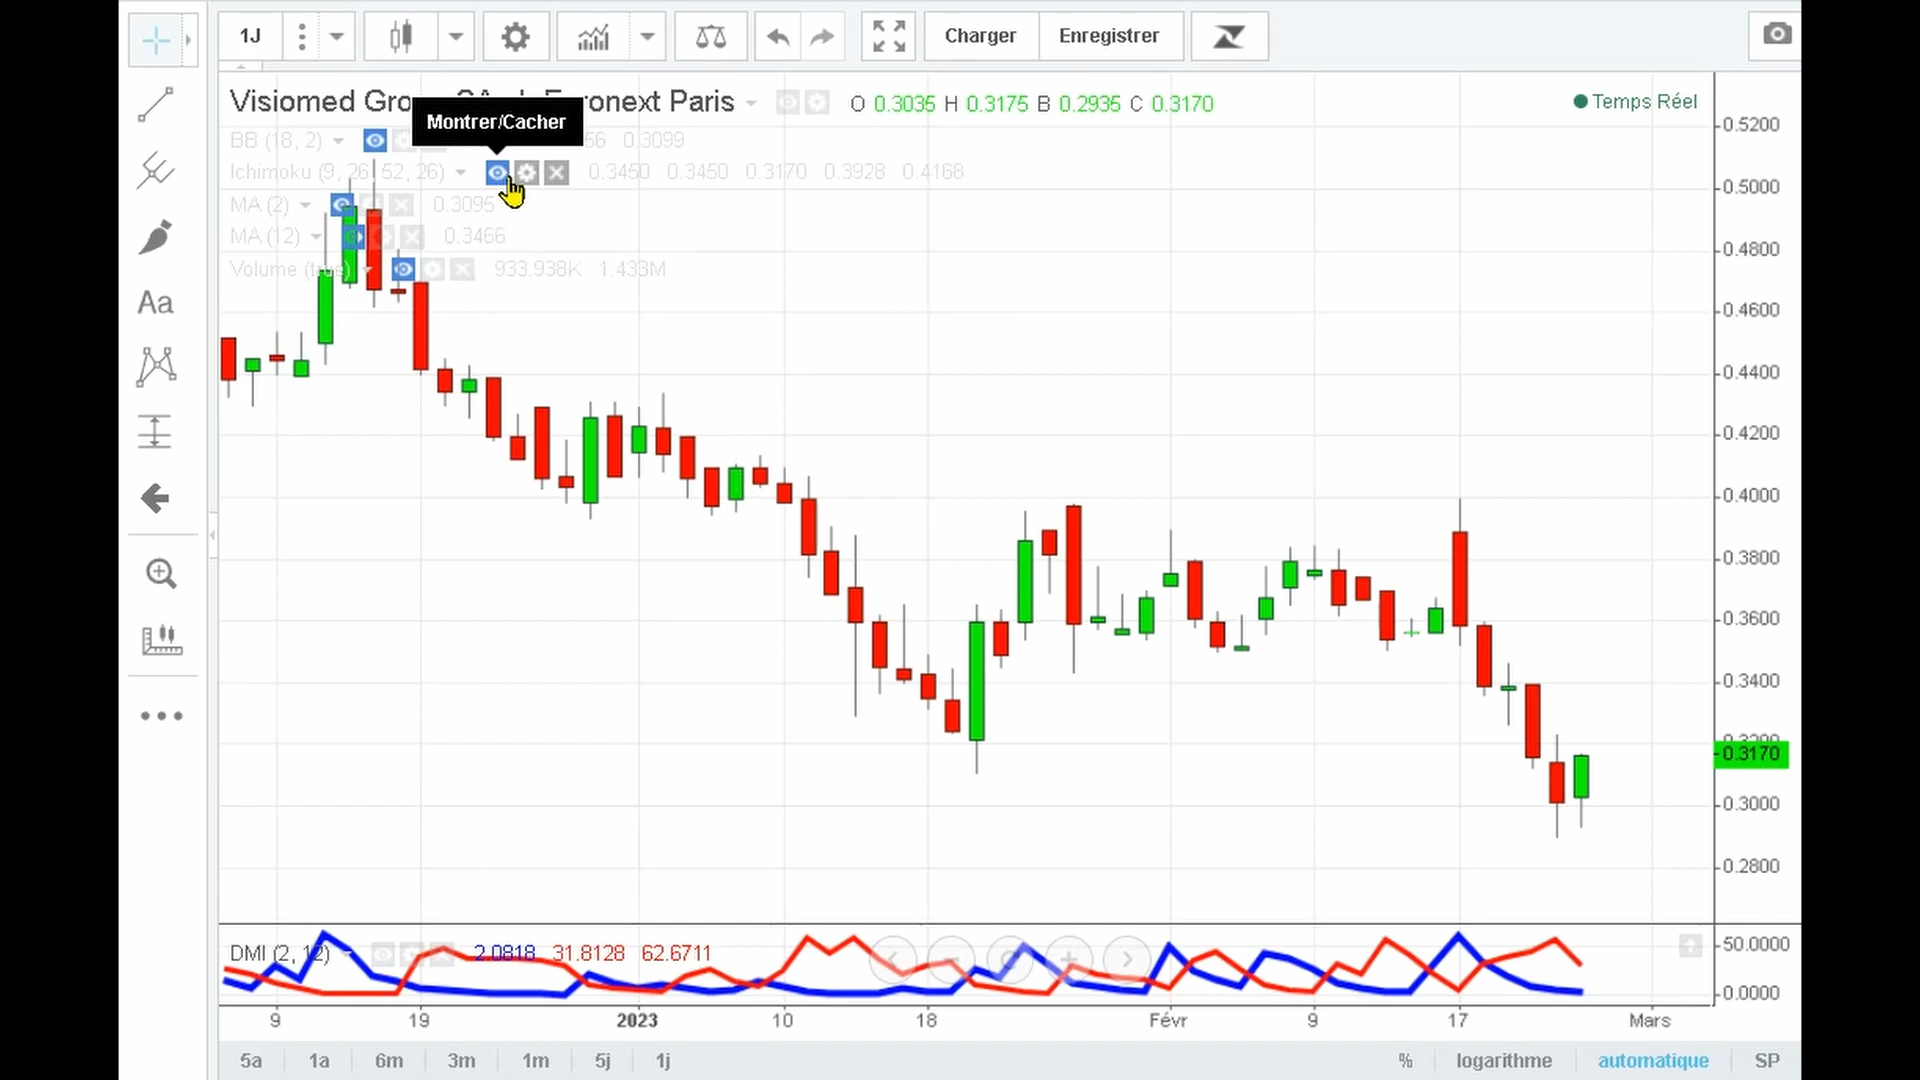 1J Charger Enregistrer
Visiomed Gro Euronext Paris O 0.3035 H 0.3175 B 0.2935 C 0.3170 Temps Réel
Montrer/Cacher
BB (18, 2) 0.3099
Ichimoku (9, 26, 52, 26) 0.3450 0.3450 0.3170 0.3928 0.4168
MA (2) 0.3095
MA (12) 0.3466
Volume (true) 933.938K 1.433M
Aa
0.5200
0.5000
0.4800
0.4600
0.4400
0.4200
0.4000
0.3800
0.3600
0.3400
0.3200
0.3170
0.3000
0.2800
DMI (2, 12) 2.0818 31.8128 62.6711
50.0000
0.0000
9 19 2023 10 18 Févr 9 17 Mars
5a 1a 6m 3m 1m 5j 1j % logarithme automatique SP